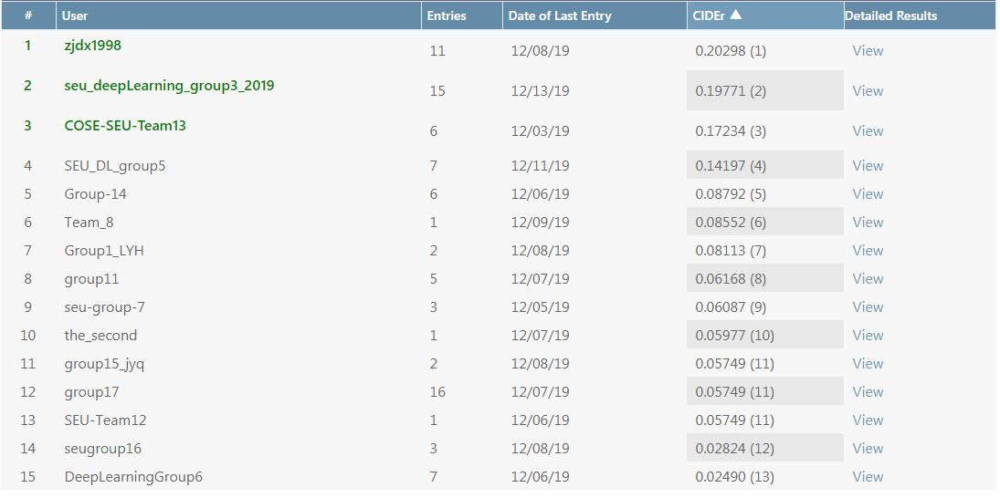 # User Entries Date of Last Entry CIDEr ▲ Detailed Results
1 zjdx1998 11 12/08/19 0.20298 (1) View
2 seu_deepLearning_group3_2019 15 12/13/19 0.19771 (2) View
3 COSE-SEU-Team13 6 12/03/19 0.17234 (3) View
4 SEU_DL_group5 7 12/11/19 0.14197 (4) View
5 Group-14 6 12/06/19 0.08792 (5) View
6 Team_8 1 12/09/19 0.08552 (6) View
7 Group1_LYH 2 12/08/19 0.08113 (7) View
8 group11 5 12/07/19 0.06168 (8) View
9 seu-group-7 3 12/05/19 0.06087 (9) View
10 the_second 1 12/07/19 0.05977 (10) View
11 group15_jyq 2 12/08/19 0.05749 (11) View
12 group17 16 12/07/19 0.05749 (11) View
13 SEU-Team12 1 12/06/19 0.05749 (11) View
14 seugroup16 3 12/08/19 0.02824 (12) View
15 DeepLearningGroup6 7 12/06/19 0.02490 (13) View